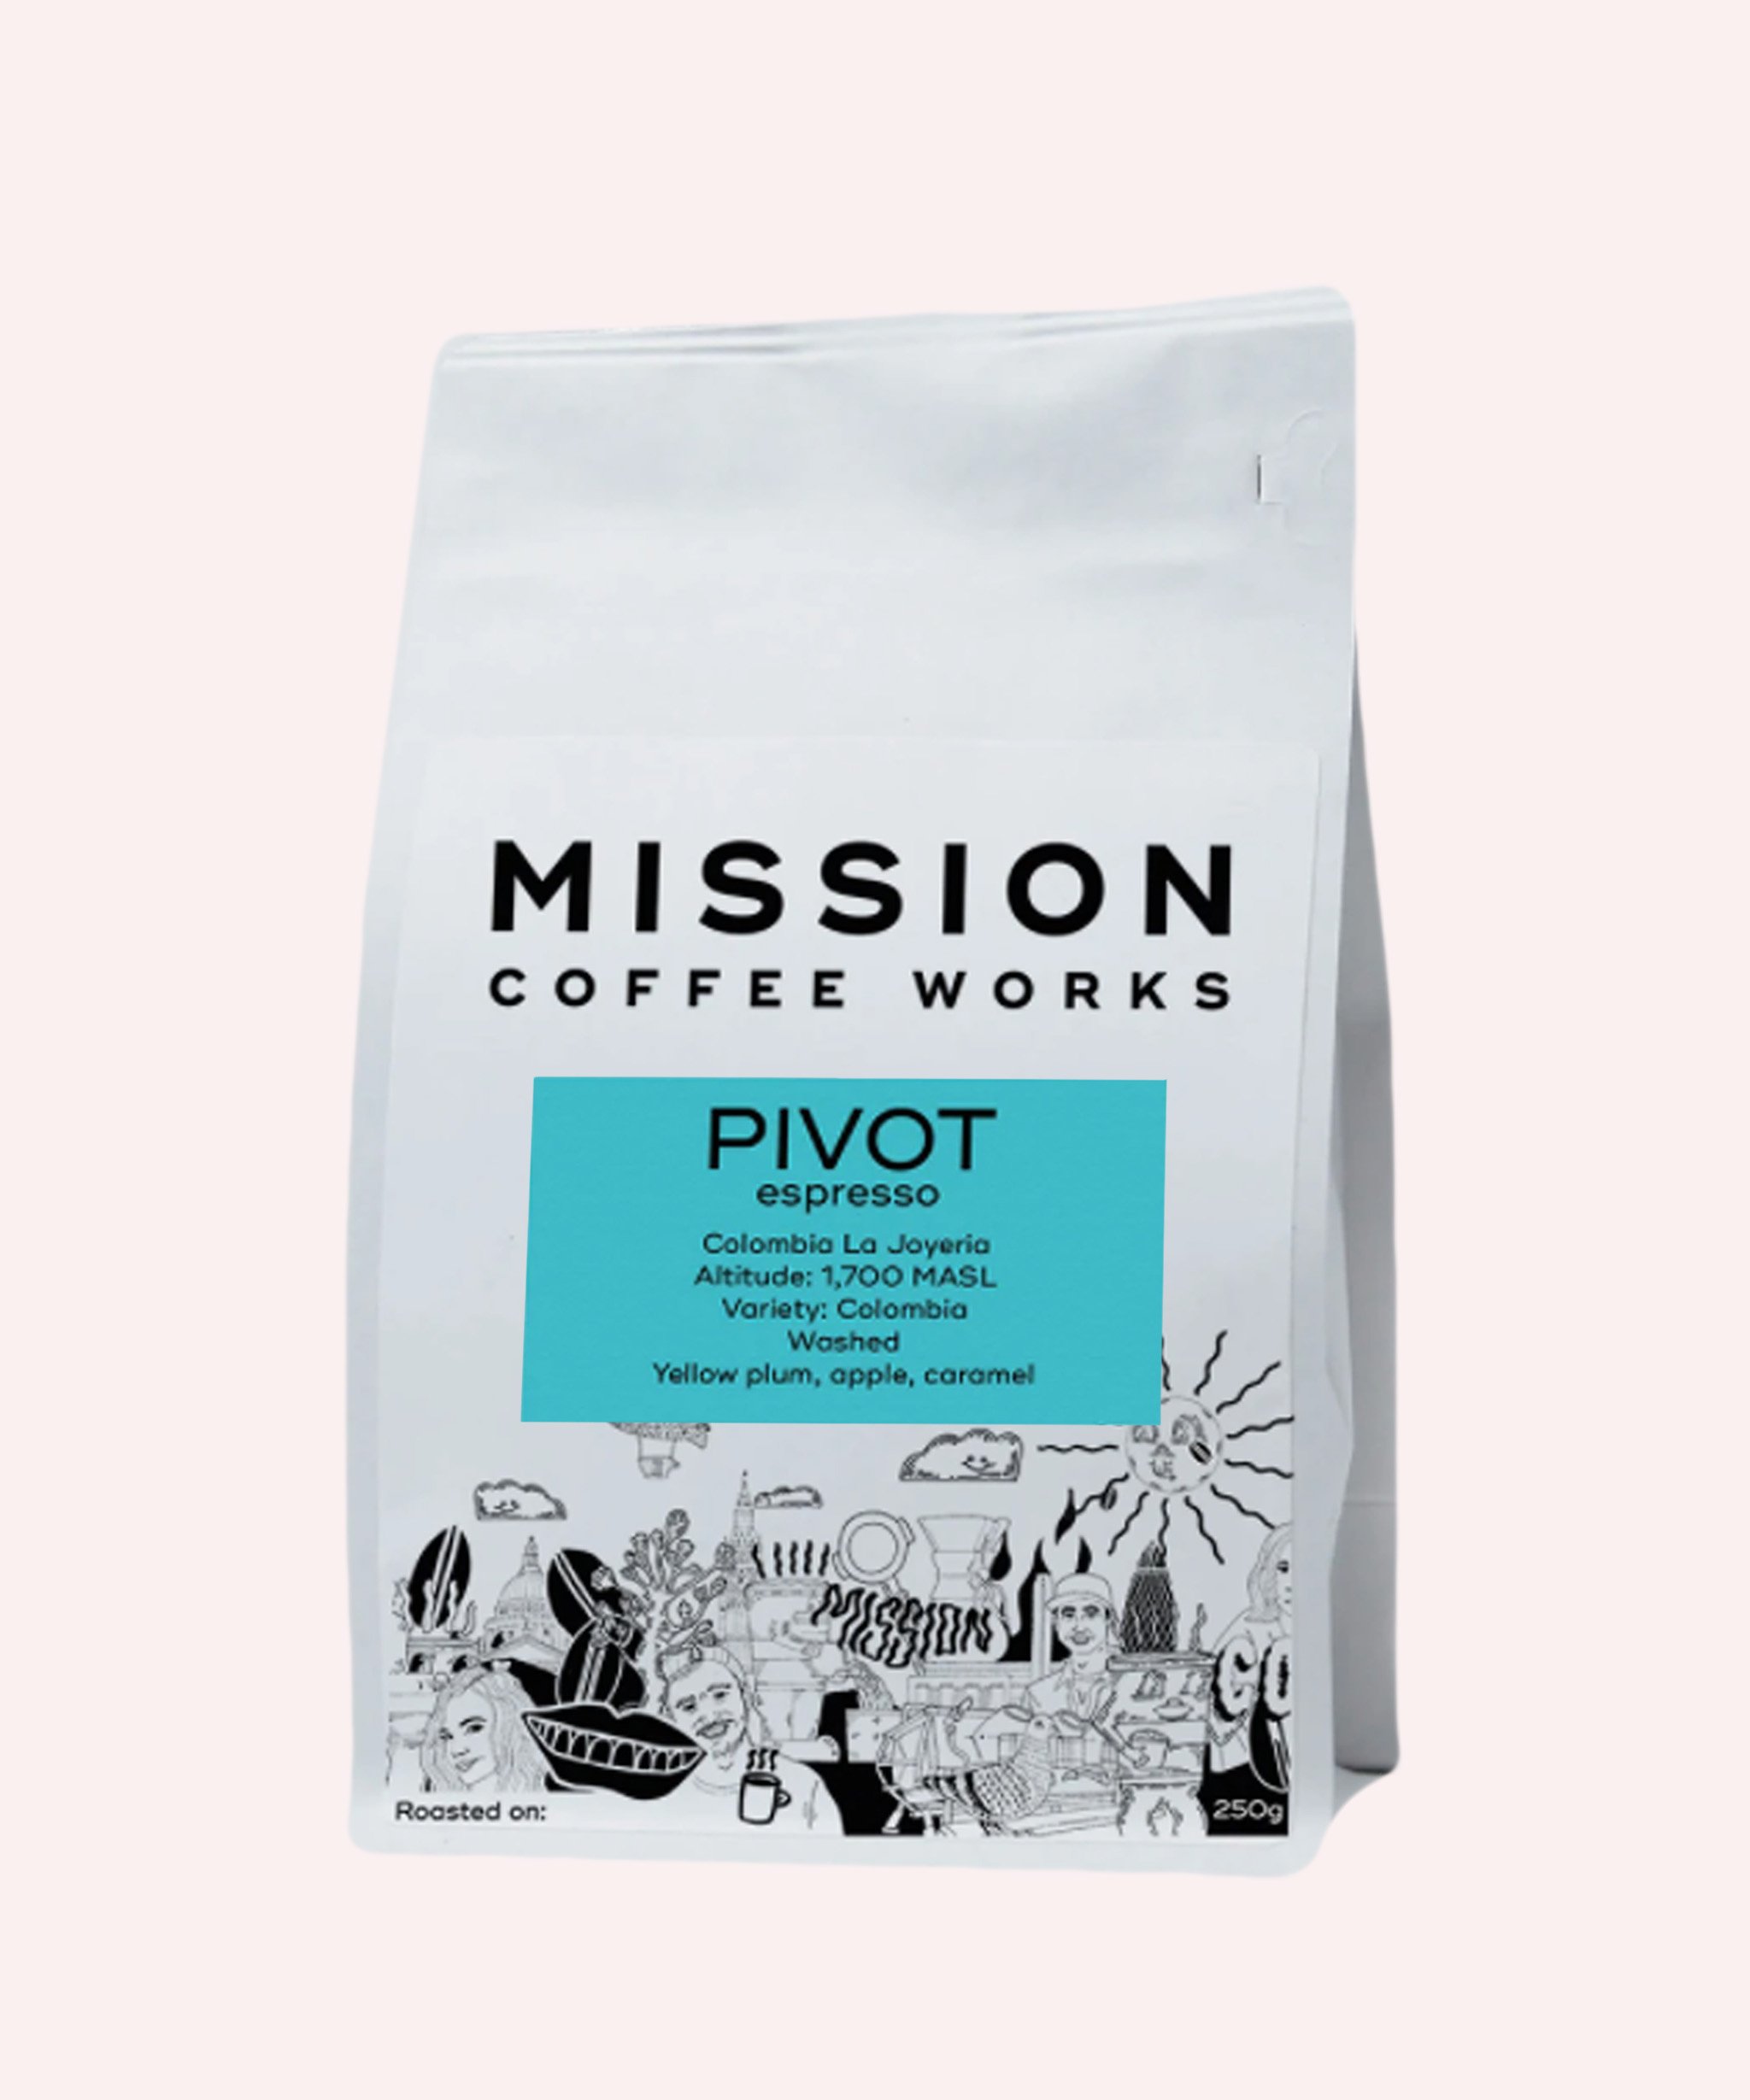 MISSION
COFFEE WORKS
PIVOT
espresso
Colombia La Joyeria
Altitude: 1,700 MASL
Variety: Colombia
Washed
Yellow plum, apple, caramel
MISSION
CO
Roasted on:
250g